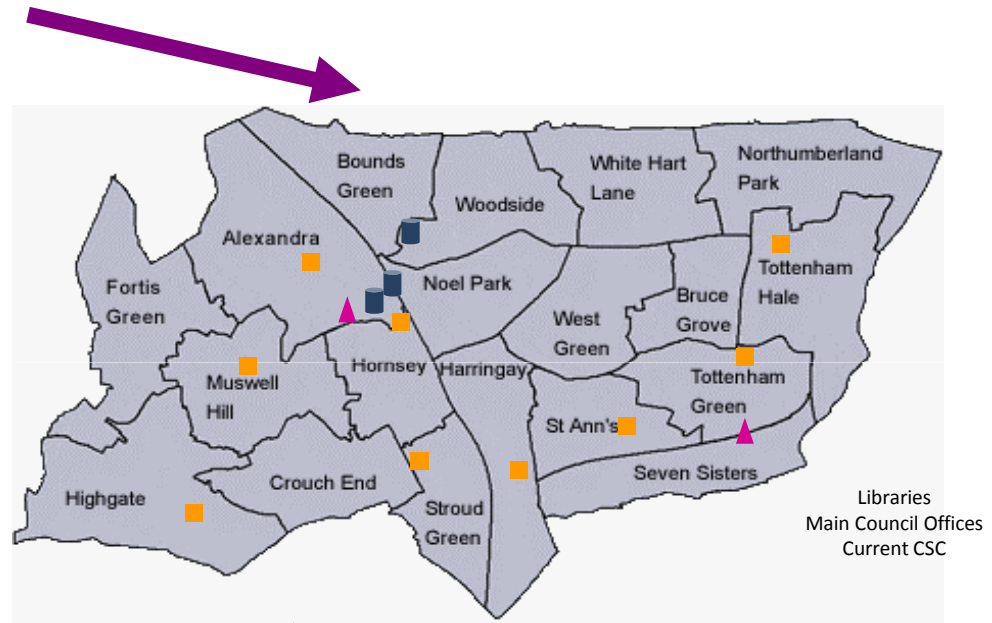 Bounds
Green
Woodside
White Hart
Lane
Northumberland
Park
Alexandra
Fortis
Green
Noel Park
Tottenham
Hale
Bruce
Grove
West
Green
Hornsey
Harringay
Muswell
Hill
Tottenham
Green
St Ann's
Seven Sisters
Highgate
Crouch End
Stroud
Green
Libraries
Main Council Offices
Current CSC